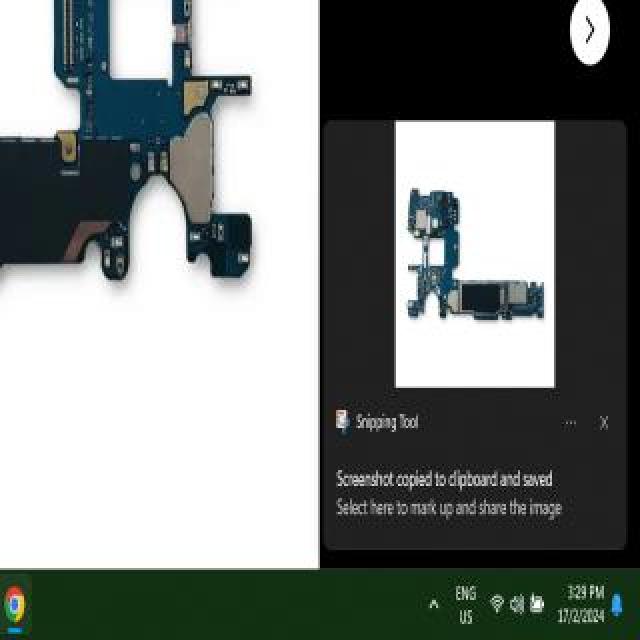 Snipping Tool
Screenshot copied to clipboard and saved
Select here to mark up and share the image
ENG
US
3:29 PM
17/2/2024